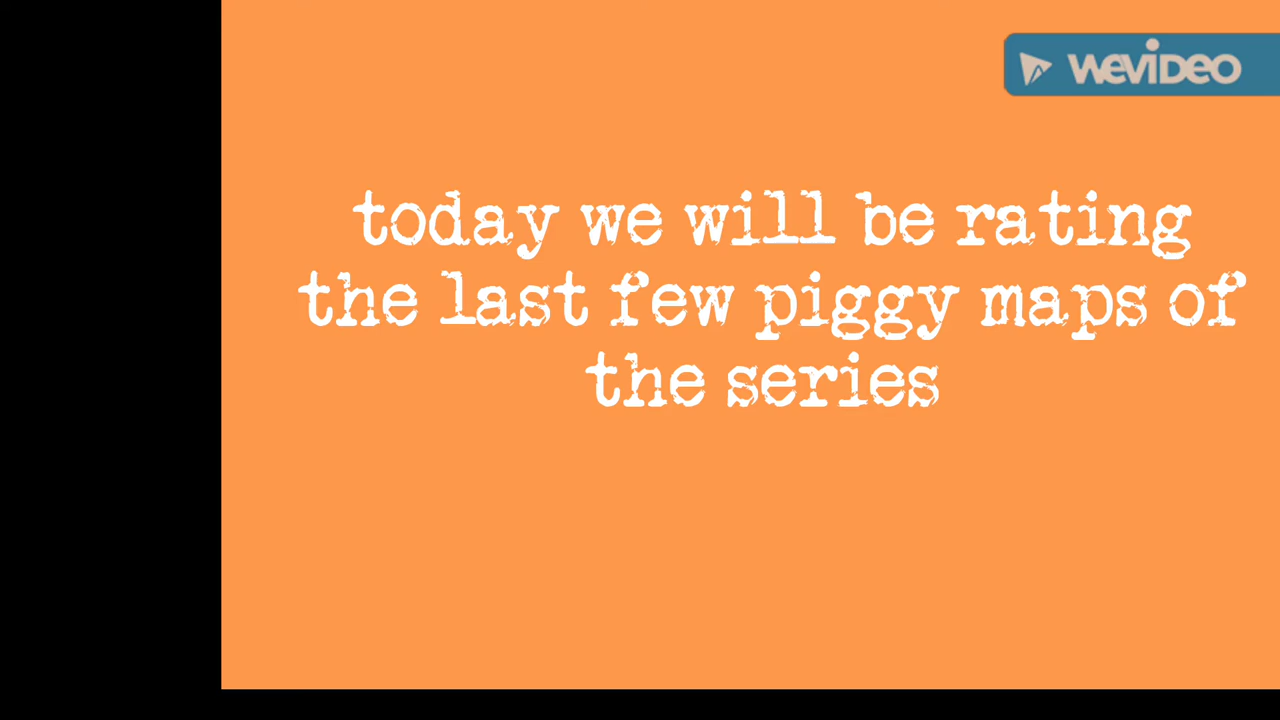 WEVIDEO
today we will be rating
the last few piggy maps of
the series